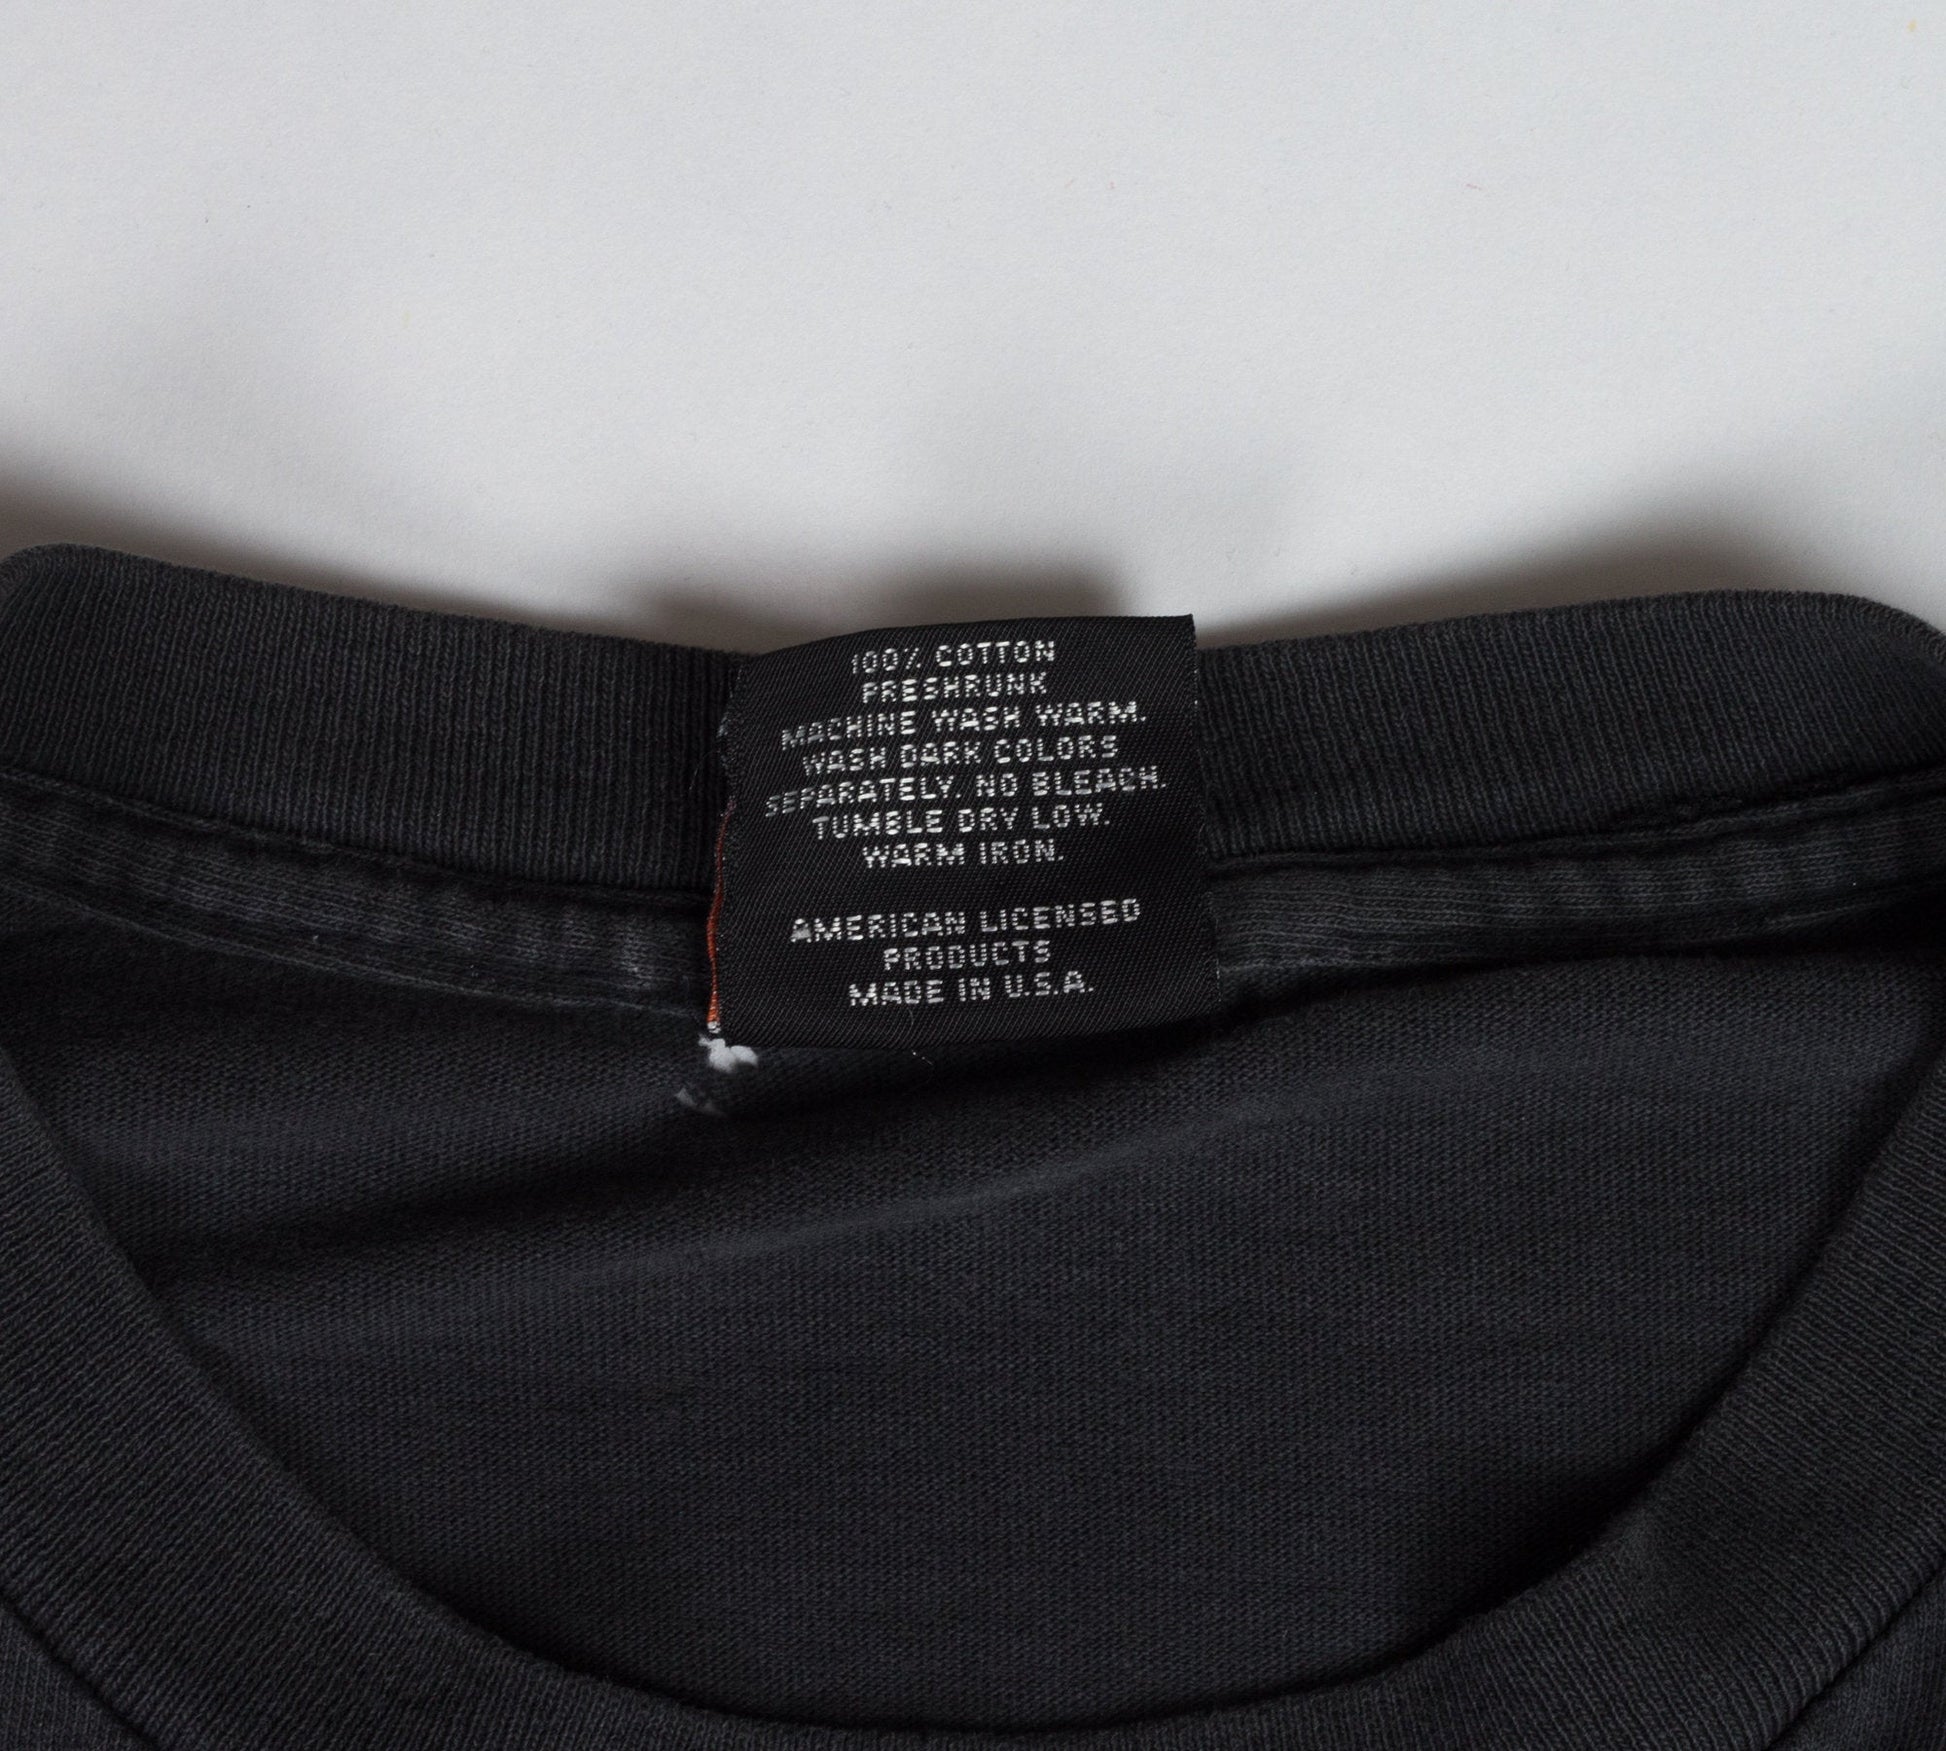 100% COTTON
PRESHRUNK
MACHINE WASH WARM.
WASH DARK COLORS
SEPARATELY. NO BLEACH.
TUMBLE DRY LOW.
WARM IRON.
AMERICAN LICENSED
PRODUCTS
MADE IN U.S.A.